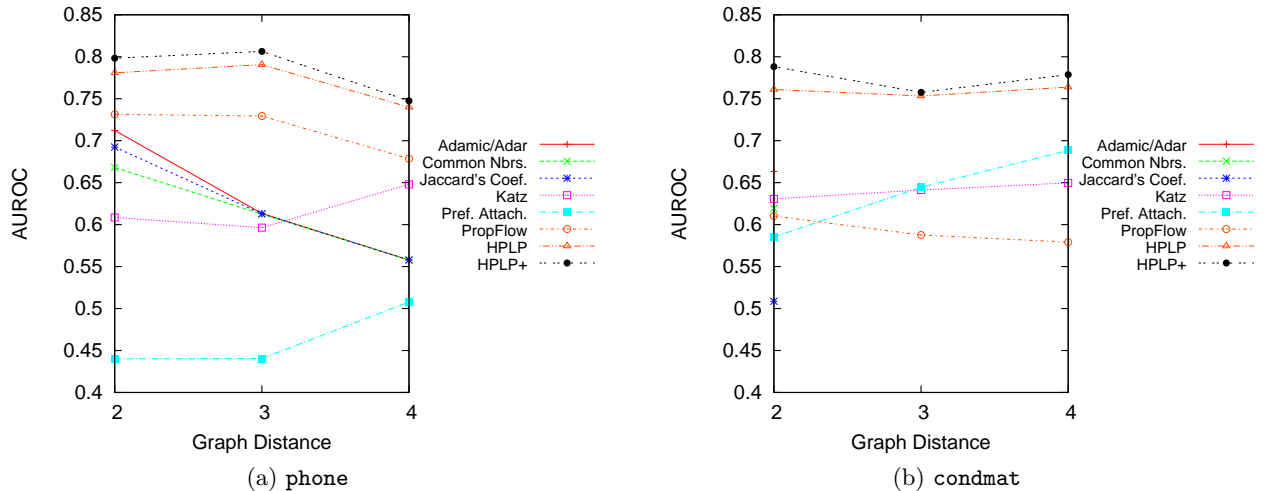 0.85
0.8
0.75
0.7
0.65
0.6
0.55
0.5
0.45
0.4
AUROC
2
3
4
Graph Distance
Adamic/Adar
Common Nbrs.
Jaccard's Coef.
Katz
Pref. Attach.
PropFlow
HPLP
HPLP+
(a) phone
0.85
0.8
0.75
0.7
0.65
0.6
0.55
0.5
0.45
0.4
AUROC
2
3
4
Graph Distance
Adamic/Adar
Common Nbrs.
Jaccard's Coef.
Katz
Pref. Attach.
PropFlow
HPLP
HPLP+
(b) condmat